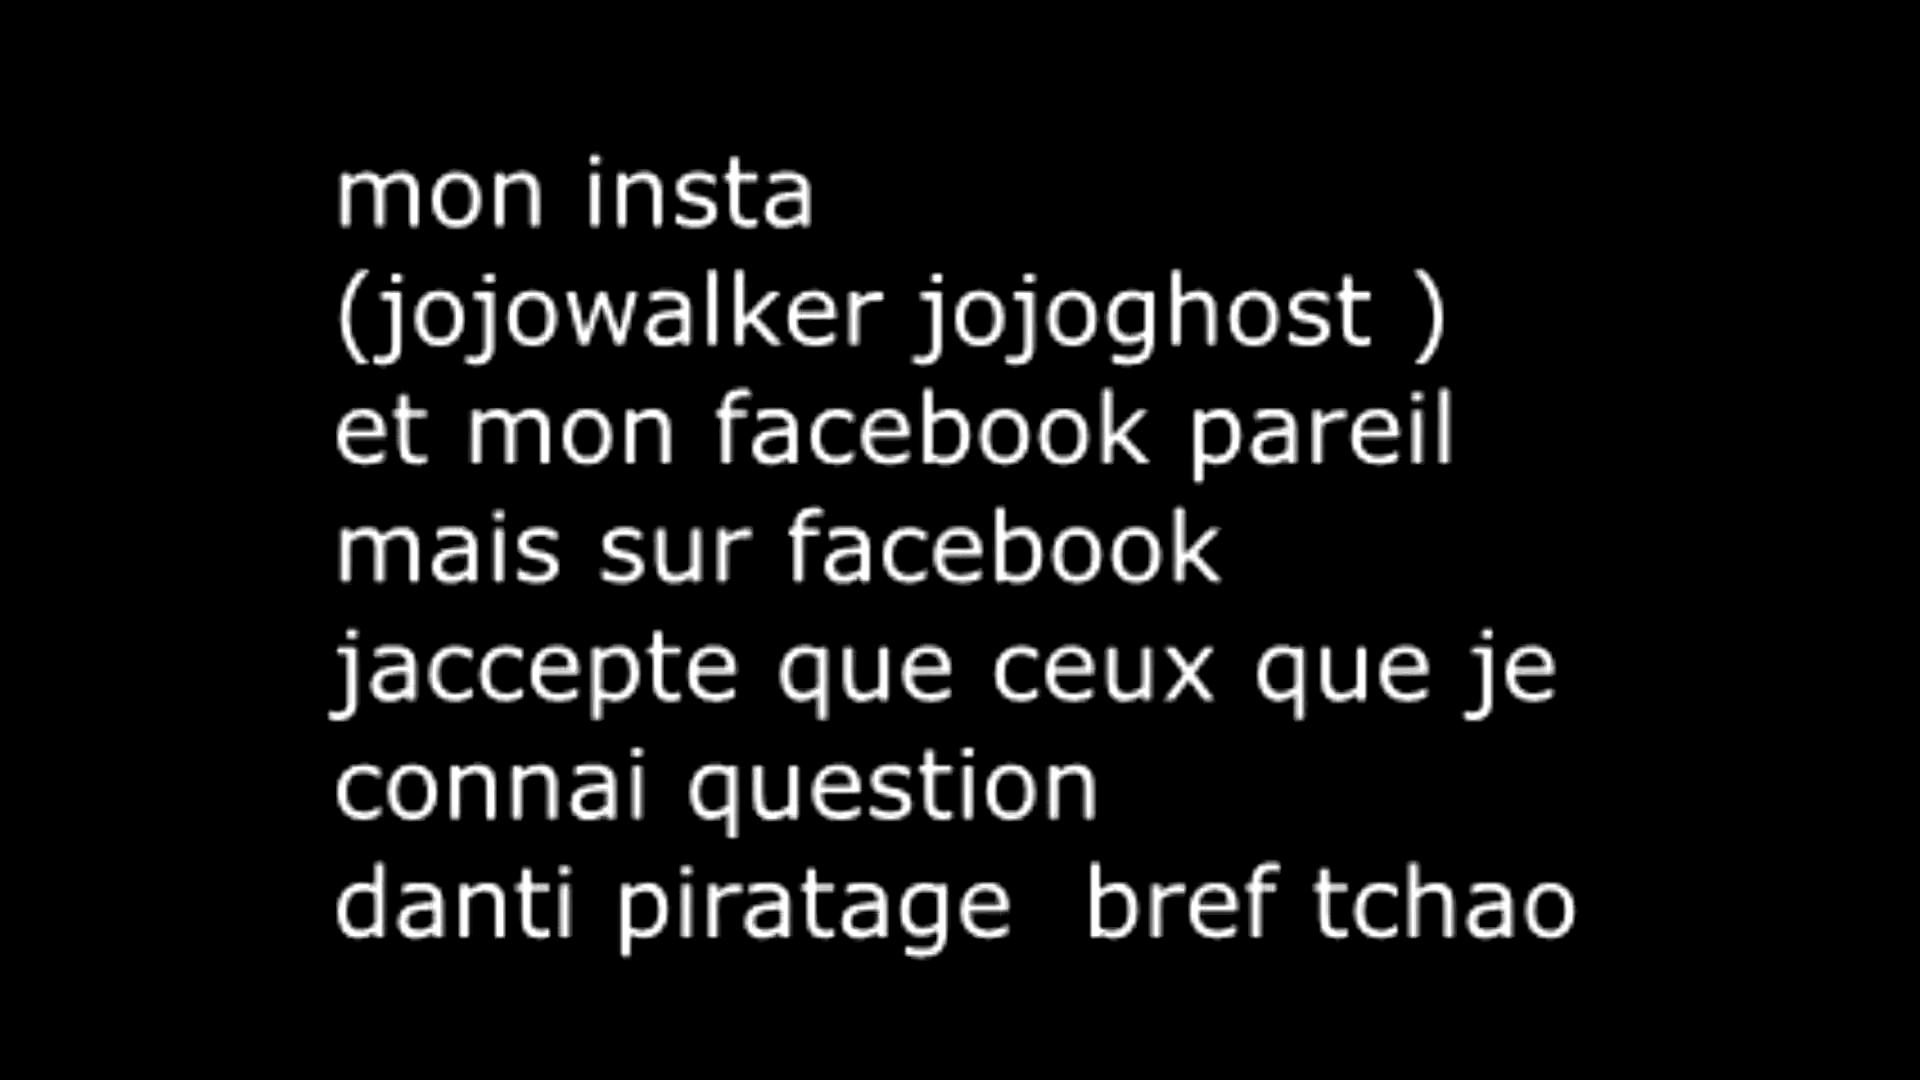 mon insta
(jojowalker jojoghost )
et mon facebook pareil
mais sur facebook
jaccepte que ceux que je
connai question
danti piratage  bref tchao